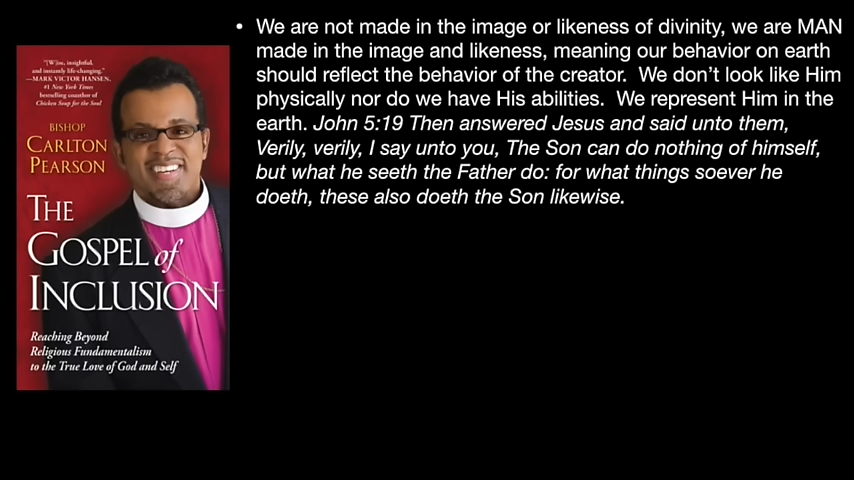 "[W]ise, insightful,
and instantly life-changing."
—MARK VICTOR HANSEN,
#1 New York Times
bestselling coauthor of
Chicken Soup for the Soul
BISHOP
CARLTON
PEARSON
THE
GOSPEL of
INCLUSION
Reaching Beyond
Religious Fundamentalism
to the True Love of God and Self
• We are not made in the image or likeness of divinity, we are MAN
made in the image and likeness, meaning our behavior on earth
should reflect the behavior of the creator. We don't look like Him
physically nor do we have His abilities. We represent Him in the
earth. John 5:19 Then answered Jesus and said unto them,
Verily, verily, I say unto you, The Son can do nothing of himself,
but what he seeth the Father do: for what things soever he
doeth, these also doeth the Son likewise.